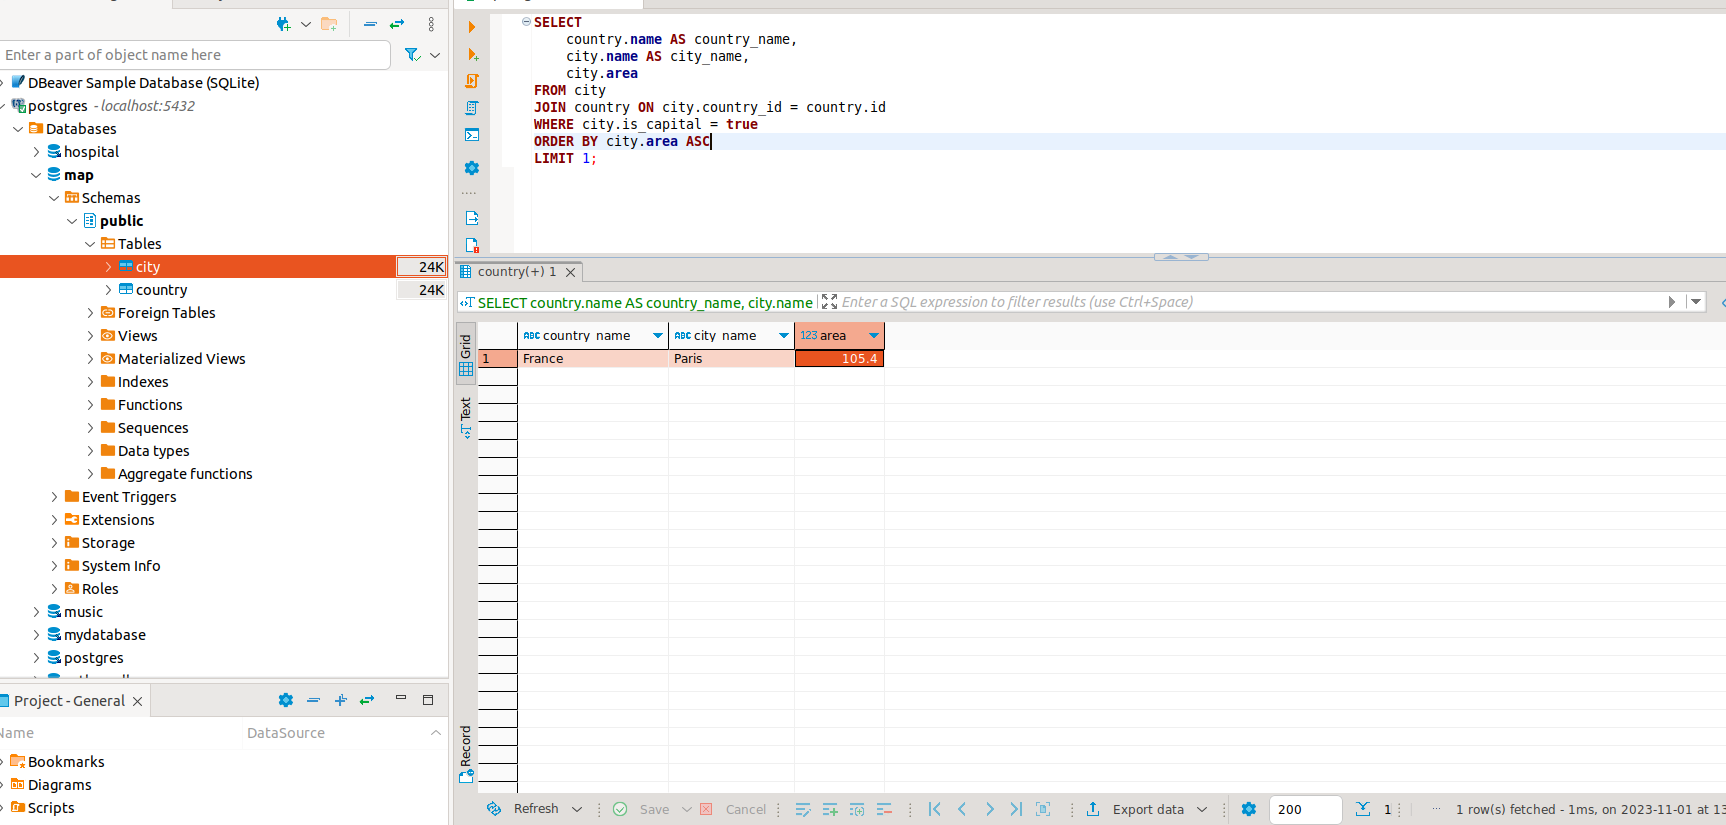 Enter a part of object name here
DBeaver Sample Database (SQLite)
postgres - localhost:5432
Databases
hospital
map
Schemas
public
Tables
city 24K
country 24K
Foreign Tables
Views
Materialized Views
Indexes
Functions
Sequences
Data types
Aggregate functions
Event Triggers
Extensions
Storage
System Info
Roles
music
mydatabase
postgres
Project - General
Name DataSource
Bookmarks
Diagrams
Scripts
SELECT
country.name AS country_name,
city.name AS city_name,
city.area
FROM city
JOIN country ON city.country_id = country.id
WHERE city.is_capital = true
ORDER BY city.area ASC
LIMIT 1;
country(+) 1
SELECT country.name AS country_name, city.name
Enter a SQL expression to filter results (use Ctrl+Space)
Grid
Text
Record
ABC country_name ABC city_name 123 area
1 France Paris 105.4
Refresh Save Cancel Export data 200 1 1 row(s) fetched - 1ms, on 2023-11-01 at 13